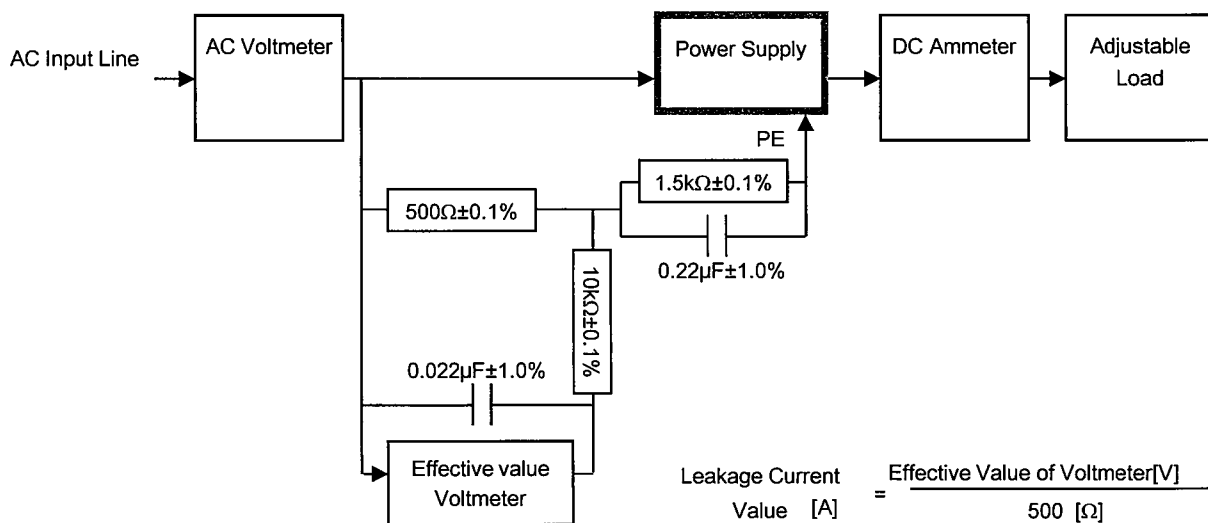 AC Input Line
AC Voltmeter
Power Supply
DC Ammeter
Adjustable
Load
PE
1.5kΩ±0.1%
500Ω±0.1%
0.22µF±1.0%
10kΩ±0.1%
0.022µF±1.0%
Effective value
Voltmeter
Leakage Current
Value [A]
=
Effective Value of Voltmeter[V]
500 [Ω]